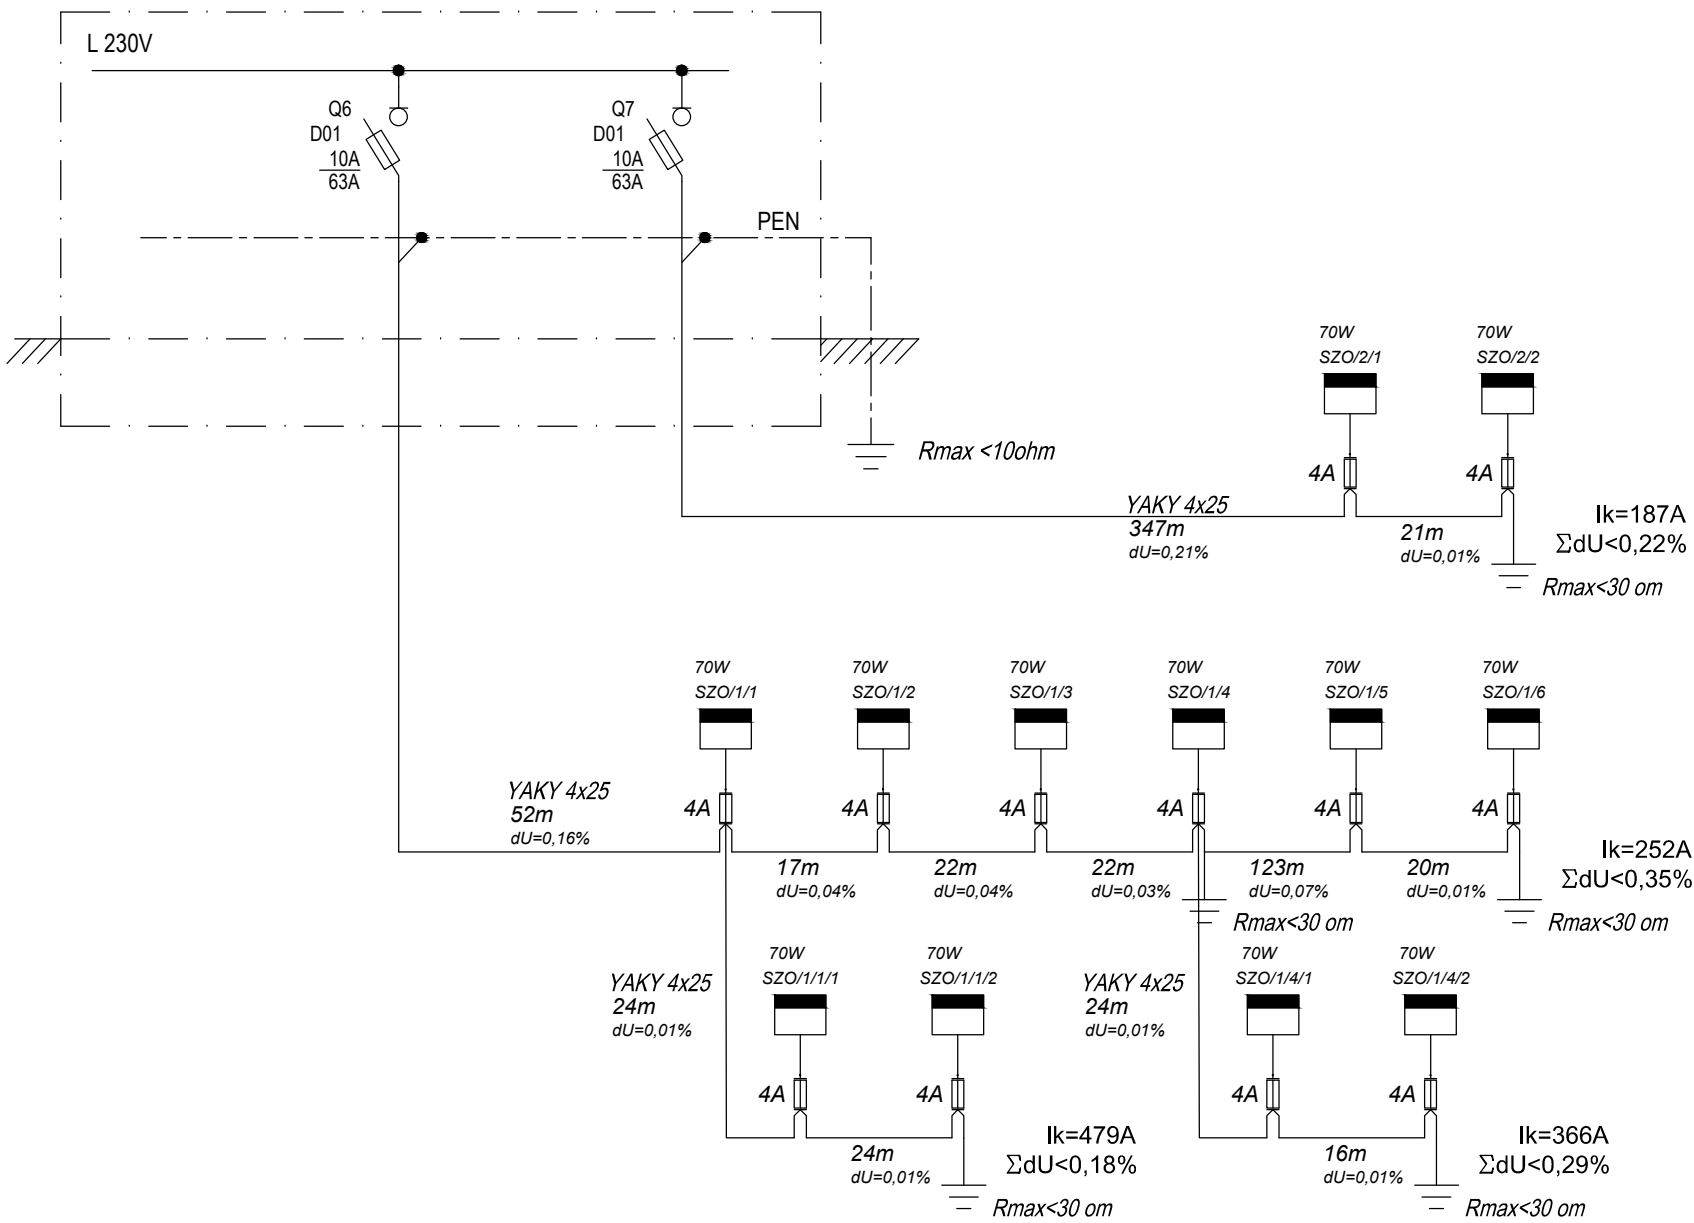 L 230V
Q6
D01
10A
63A
Q7
D01
10A
63A
PEN
Rmax <10ohm
70W
SZO/2/1
70W
SZO/2/2
4A
4A
YAKY 4x25
347m
dU=0,21%
21m
dU=0,01%
Ik=187A
ΣdU<0,22%
Rmax<30 om
70W
SZO/1/1
70W
SZO/1/2
70W
SZO/1/3
70W
SZO/1/4
70W
SZO/1/5
70W
SZO/1/6
YAKY 4x25
52m
dU=0,16%
4A
4A
4A
4A
4A
4A
17m
dU=0,04%
22m
dU=0,04%
22m
dU=0,03%
123m
dU=0,07%
20m
dU=0,01%
Ik=252A
ΣdU<0,35%
Rmax<30 om
Rmax<30 om
YAKY 4x25
24m
dU=0,01%
70W
SZO/1/1/1
70W
SZO/1/1/2
YAKY 4x25
24m
dU=0,01%
70W
SZO/1/4/1
70W
SZO/1/4/2
4A
4A
4A
4A
24m
dU=0,01%
Ik=479A
ΣdU<0,18%
Rmax<30 om
16m
dU=0,01%
Ik=366A
ΣdU<0,29%
Rmax<30 om